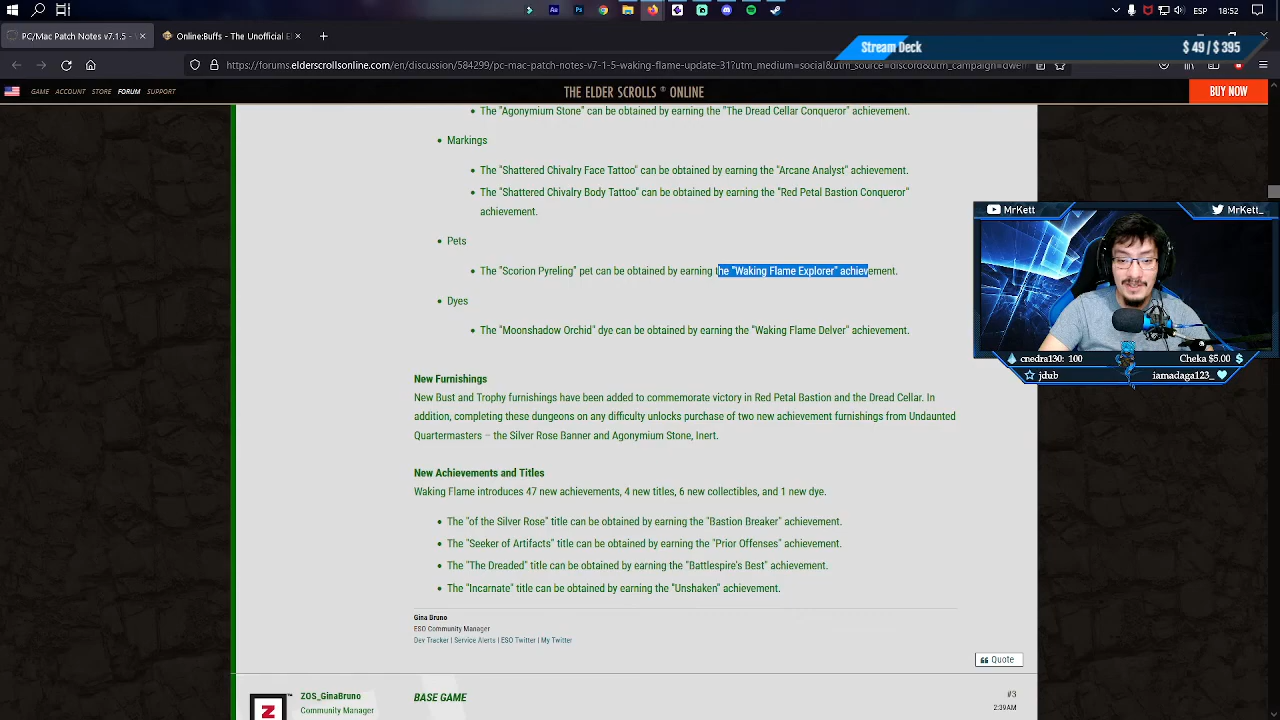 18:52
PC/Mac Patch Notes v7.1.5 -
Online:Buffs - The Unofficial El
Stream Deck
$ 49 / $ 395
https://forums.elderscrollsonline.com/en/discussion/584299/pc-mac-patch-notes-v7-1-5-waking-flame-update-31?utm_medium=social&utm_source=discord&utm_campaign=dwem
GAME ACCOUNT STORE FORUM SUPPORT
THE ELDER SCROLLS ® ONLINE
BUY NOW
The "Agonymium Stone" can be obtained by earning the "The Dread Cellar Conqueror" achievement.
Markings
The "Shattered Chivalry Face Tattoo" can be obtained by earning the "Arcane Analyst" achievement.
The "Shattered Chivalry Body Tattoo" can be obtained by earning the "Red Petal Bastion Conqueror"
achievement.
Pets
The "Scorion Pyreling" pet can be obtained by earning the "Waking Flame Explorer" achievement.
Dyes
The "Moonshadow Orchid" dye can be obtained by earning the "Waking Flame Delver" achievement.
New Furnishings
New Bust and Trophy furnishings have been added to commemorate victory in Red Petal Bastion and the Dread Cellar. In
addition, completing these dungeons on any difficulty unlocks purchase of two new achievement furnishings from Undaunted
Quartermasters – the Silver Rose Banner and Agonymium Stone, Inert.
New Achievements and Titles
Waking Flame introduces 47 new achievements, 4 new titles, 6 new collectibles, and 1 new dye.
The "of the Silver Rose" title can be obtained by earning the "Bastion Breaker" achievement.
The "Seeker of Artifacts" title can be obtained by earning the "Prior Offenses" achievement.
The "The Dreaded" title can be obtained by earning the "Battlespire's Best" achievement.
The "Incarnate" title can be obtained by earning the "Unshaken" achievement.
Gina Bruno
ESO Community Manager
Dev Tracker | Service Alerts | ESO Twitter | My Twitter
Quote
ZOS_GinaBruno
Community Manager
BASE GAME
#3
2:39AM
MrKett
MrKett_
cnedra130: 100
Cheka $5.00 $
jdub
iamadaga123_
Z